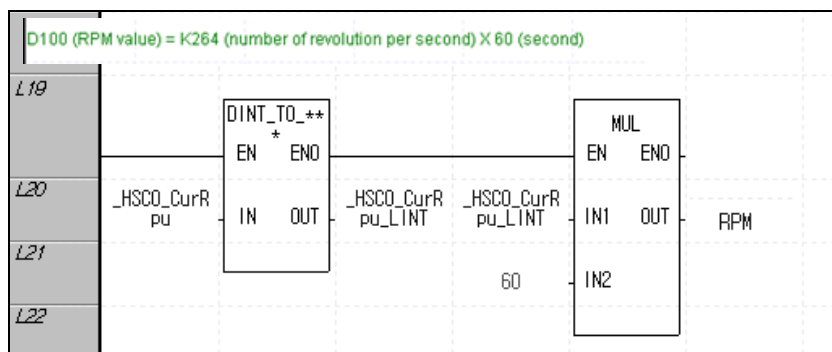 D100 (RPM value) = K264 (number of revolution per second) X 60 (second)
L19
DINT_TO_**
*
EN ENO
MUL
EN ENO
L20
_HSC0_CurR
pu
IN OUT
_HSC0_CurR
pu_LINT
_HSC0_CurR
pu_LINT
IN1 OUT
RPM
L21
60
IN2
L22